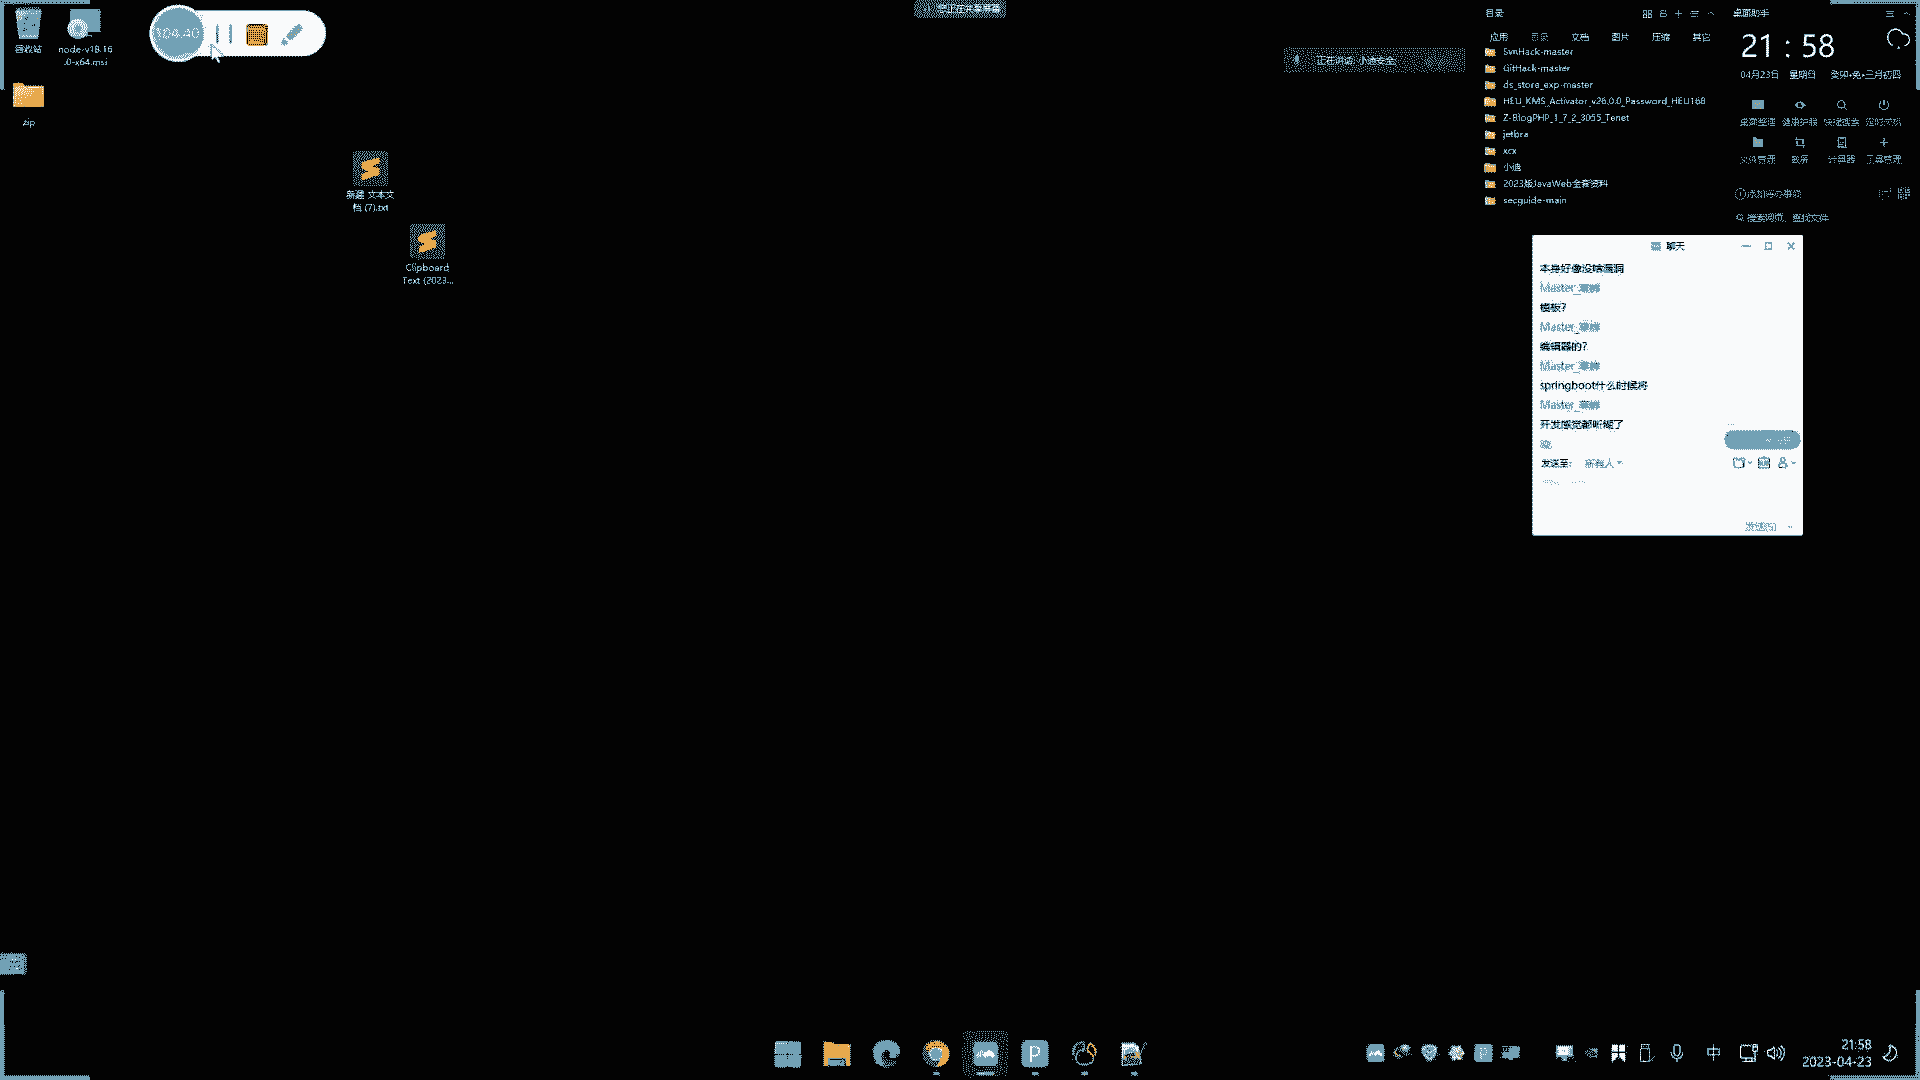 回收站
node-v18.16
.0-x64.msi
zip
新建 文本文
档 (7).txt
Clipboard
Text (2023-...
1:04:40
您正在共享屏幕
正在讲话: 小迪安全
目录
应用 目录 文档 图片 压缩 其它
SvnHack-master
GitHack-master
ds_store_exp-master
HEU_KMS_Activator_v26.0.0_Password_HEU168
Z-BlogPHP_1_7_2_3055_Tenet
jetbra
xcx
小迪
2023版JavaWeb全套资料
secguide-main
桌面助手
21 : 58
04月23日 星期日 癸卯•兔•三月初四
桌面整理 健康护眼 快速搜索 定时关机
文件管理 截屏 计算器 工具管理
添加待办事项
搜索网页、查找文件
聊天
本身好像没啥漏洞
Master_
模板?
Master_
编辑器的?
Master_
springboot什么时候将
Master_
开发感觉都听糊了
发送至: 所有人
发送(S)
中
21:58
2023-04-23